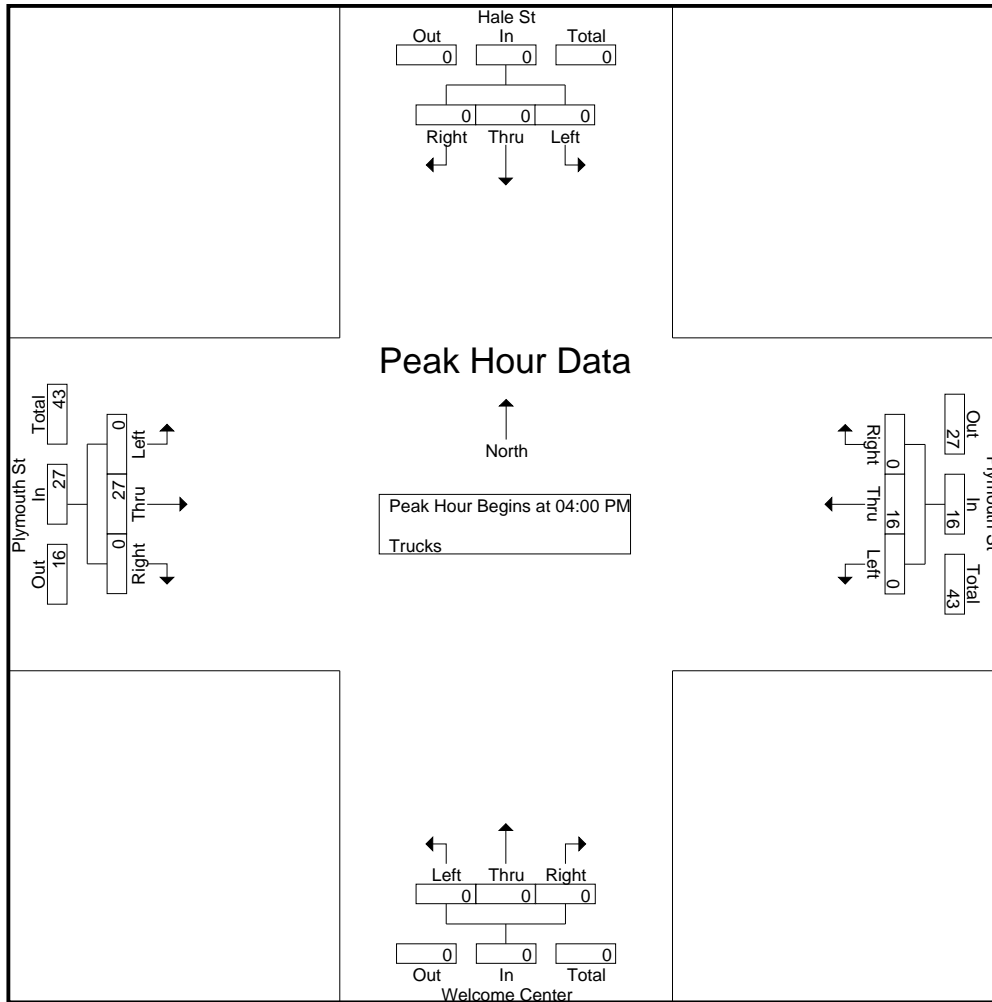 Hale St
Out In Total
0 0 0
0 0 0
Right Thru Left
Peak Hour Data
North
Peak Hour Begins at 04:00 PM
Trucks
Plymouth St
Total In Out
43 27 16
0 27 0
Left Thru Right
Plymouth St
Out In Total
27 16 43
0 16 0
Right Thru Left
Left Thru Right
0 0 0
0 0 0
Out In Total
Welcome Center